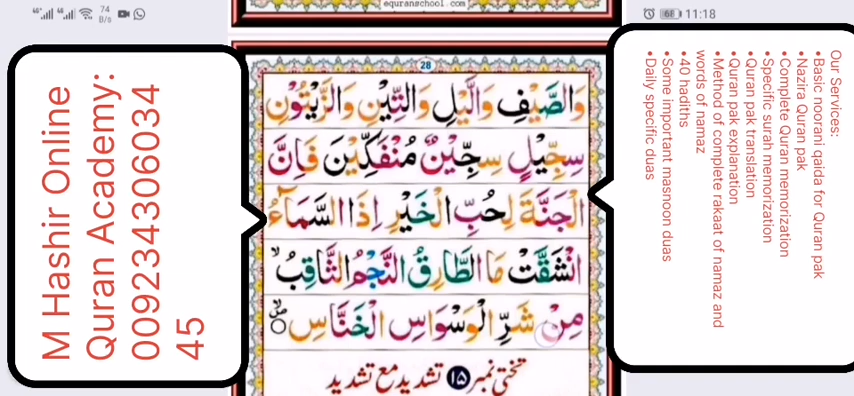 74
B/s
68
11:18
equranschool.com
28
وَالصَّيْفِ وَالَّيْلِ وَالتِّيْنِ وَالزَّيْتُوْنِ
سِجِّيْلٍ سِجِّيْنٌ مُنْفَكِّيْنَ فَاِنَّ
الْجَنَّةَ لِحُبِّ الْخَيْرِ اِذَا السَّمَآءُ
انْشَقَّتْ مَا الطَّارِقُ النَّجْمُ الثَّاقِبُ ۙ
مِنْ شَرِّ الْوَسْوَاسِ الْخَنَّاسِ ۪ۙ
تختی نمبر ۱۵ تشدید مع تشدید
M Hashir Online
Quran Academy:
009234306034
45
Our Services:
•Basic noorani qaida for Quran pak
•Nazira Quran pak
•Complete Quran memorization
•Specific surah memorization
•Quran pak translation
•Quran pak explanation
•Method of complete rakaat of namaz and
words of namaz
•40 hadiths
•Some important masnoon duas
•Daily specific duas